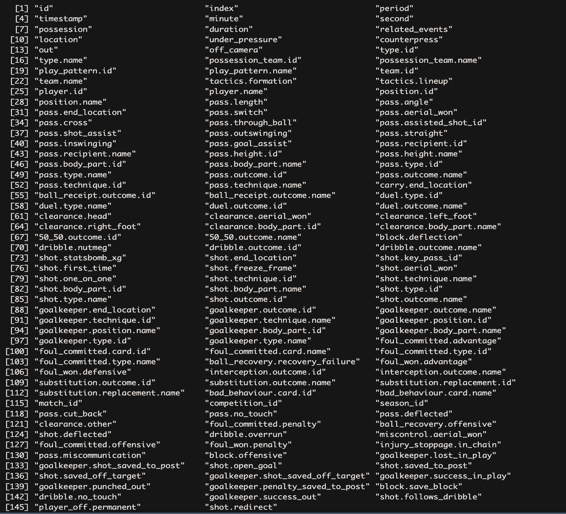 [1] "id" "index" "period"
[4] "timestamp" "minute" "second"
[7] "possession" "duration" "related_events"
[10] "location" "under_pressure" "counterpress"
[13] "out" "off_camera" "type.id"
[16] "type.name" "possession_team.id" "possession_team.name"
[19] "play_pattern.id" "play_pattern.name" "team.id"
[22] "team.name" "tactics.formation" "tactics.lineup"
[25] "player.id" "player.name" "position.id"
[28] "position.name" "pass.length" "pass.angle"
[31] "pass.end_location" "pass.switch" "pass.aerial_won"
[34] "pass.cross" "pass.through_ball" "pass.assisted_shot_id"
[37] "pass.shot_assist" "pass.outswinging" "pass.straight"
[40] "pass.inswinging" "pass.goal_assist" "pass.recipient.id"
[43] "pass.recipient.name" "pass.height.id" "pass.height.name"
[46] "pass.body_part.id" "pass.body_part.name" "pass.type.id"
[49] "pass.type.name" "pass.outcome.id" "pass.outcome.name"
[52] "pass.technique.id" "pass.technique.name" "carry.end_location"
[55] "ball_receipt.outcome.id" "ball_receipt.outcome.name" "duel.type.id"
[58] "duel.type.name" "duel.outcome.id" "duel.outcome.name"
[61] "clearance.head" "clearance.aerial_won" "clearance.left_foot"
[64] "clearance.right_foot" "clearance.body_part.id" "clearance.body_part.name"
[67] "50_50.outcome.id" "50_50.outcome.name" "block.deflection"
[70] "dribble.nutmeg" "dribble.outcome.id" "dribble.outcome.name"
[73] "shot.statsbomb_xg" "shot.end_location" "shot.key_pass_id"
[76] "shot.first_time" "shot.freeze_frame" "shot.aerial_won"
[79] "shot.one_on_one" "shot.technique.id" "shot.technique.name"
[82] "shot.body_part.id" "shot.body_part.name" "shot.type.id"
[85] "shot.type.name" "shot.outcome.id" "shot.outcome.name"
[88] "goalkeeper.end_location" "goalkeeper.outcome.id" "goalkeeper.outcome.name"
[91] "goalkeeper.technique.id" "goalkeeper.technique.name" "goalkeeper.position.id"
[94] "goalkeeper.position.name" "goalkeeper.body_part.id" "goalkeeper.body_part.name"
[97] "goalkeeper.type.id" "goalkeeper.type.name" "foul_committed.advantage"
[100] "foul_committed.card.id" "foul_committed.card.name" "foul_committed.type.id"
[103] "foul_committed.type.name" "ball_recovery.recovery_failure" "foul_won.advantage"
[106] "foul_won.defensive" "interception.outcome.id" "interception.outcome.name"
[109] "substitution.outcome.id" "substitution.outcome.name" "substitution.replacement.id"
[112] "substitution.replacement.name" "bad_behaviour.card.id" "bad_behaviour.card.name"
[115] "match_id" "competition_id" "season_id"
[118] "pass.cut_back" "pass.no_touch" "pass.deflected"
[121] "clearance.other" "foul_committed.penalty" "ball_recovery.offensive"
[124] "shot.deflected" "dribble.overrun" "miscontrol.aerial_won"
[127] "foul_committed.offensive" "foul_won.penalty" "injury_stoppage.in_chain"
[130] "pass.miscommunication" "block.offensive" "goalkeeper.lost_in_play"
[133] "goalkeeper.shot_saved_to_post" "shot.open_goal" "shot.saved_to_post"
[136] "shot.saved_off_target" "goalkeeper.shot_saved_off_target" "goalkeeper.success_in_play"
[139] "goalkeeper.punched_out" "goalkeeper.penalty_saved_to_post" "block.save_block"
[142] "dribble.no_touch" "goalkeeper.success_out" "shot.follows_dribble"
[145] "player_off.permanent" "shot.redirect"